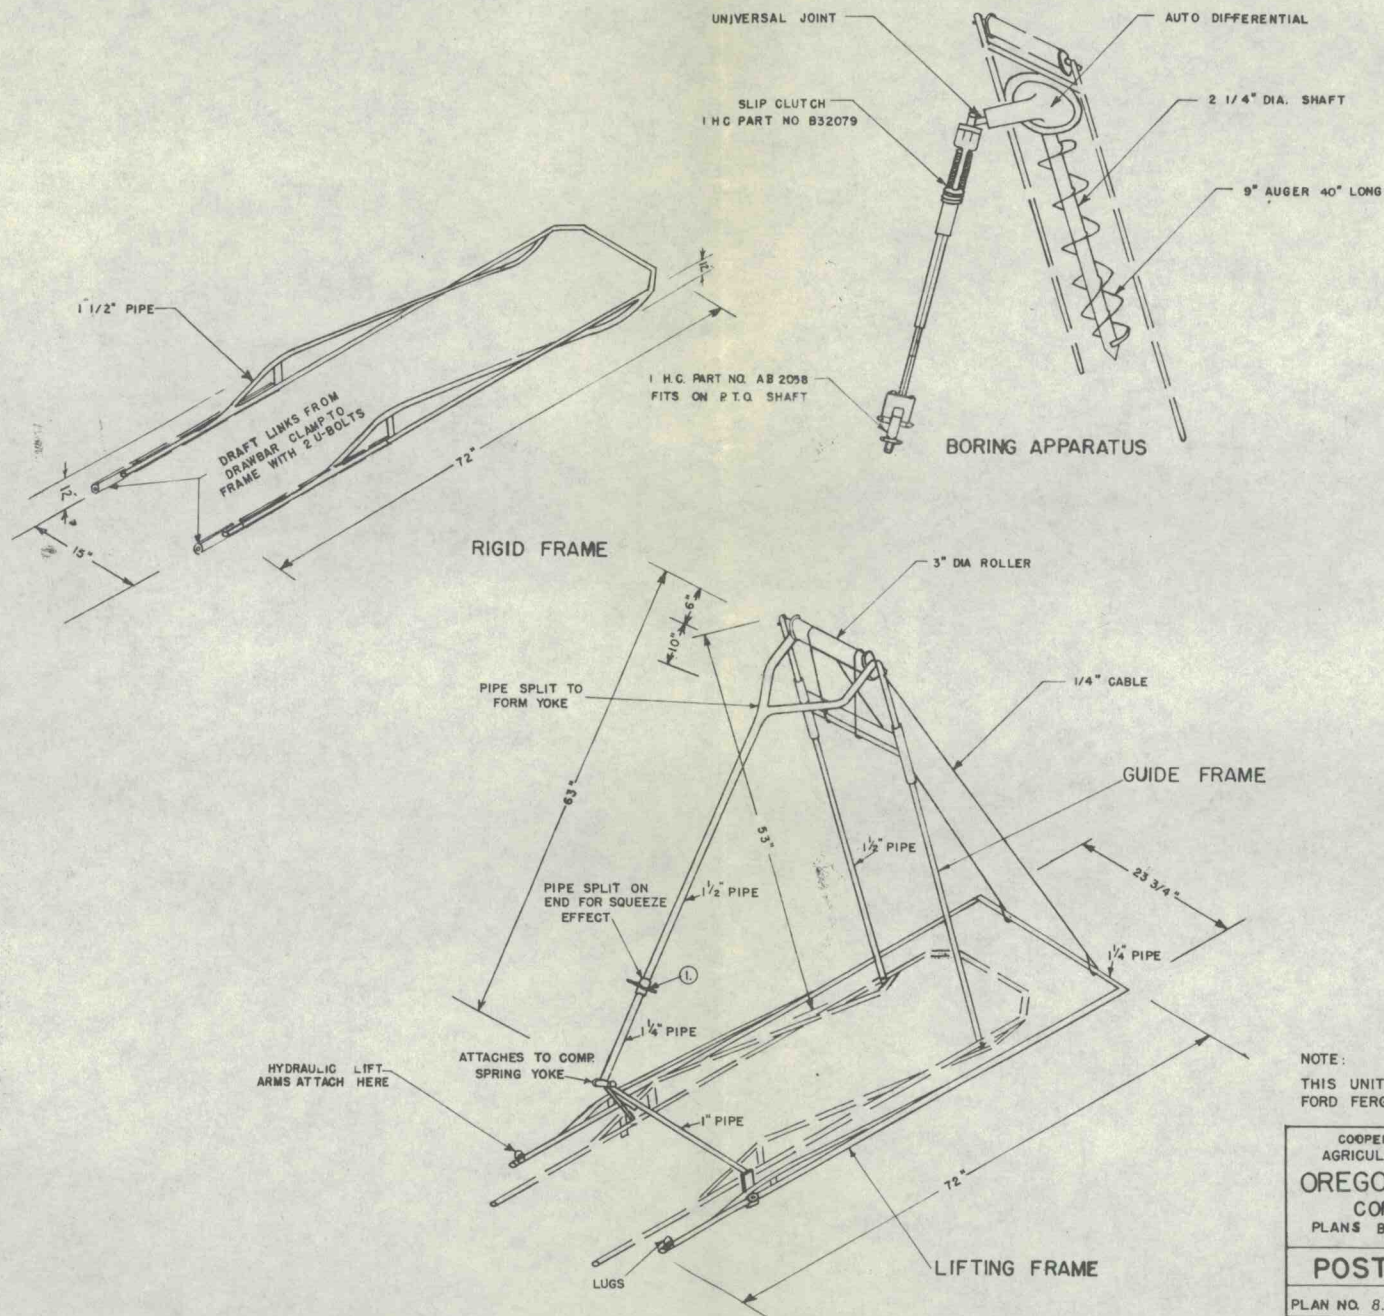 UNIVERSAL JOINT
AUTO DIFFERENTIAL
SLIP CLUTCH
I HC PART NO B32079
2 1/4" DIA. SHAFT
9" AUGER 40" LONG
I H.C. PART NO. AB 2058
FITS ON P.T.O. SHAFT
BORING APPARATUS
1 1/2" PIPE
12"
DRAFT LINKS FROM
DRAWBAR CLAMP TO
FRAME WITH 2 U-BOLTS
72"
12"
15"
RIGID FRAME
3" DIA ROLLER
6"
10"
PIPE SPLIT TO
FORM YOKE
1/4" CABLE
GUIDE FRAME
63"
53"
1 1/2" PIPE
23 3/4"
PIPE SPLIT ON
END FOR SQUEEZE
EFFECT
1 1/2" PIPE
1.
1 1/4" PIPE
1 1/4" PIPE
HYDRAULIC LIFT
ARMS ATTACH HERE
ATTACHES TO COMP.
SPRING YOKE
1" PIPE
72"
LUGS
LIFTING FRAME
NOTE:
THIS UNIT
FORD
COOPE
AGRICUL
OREGO
PLANS B
POST
PLAN NO. 8.